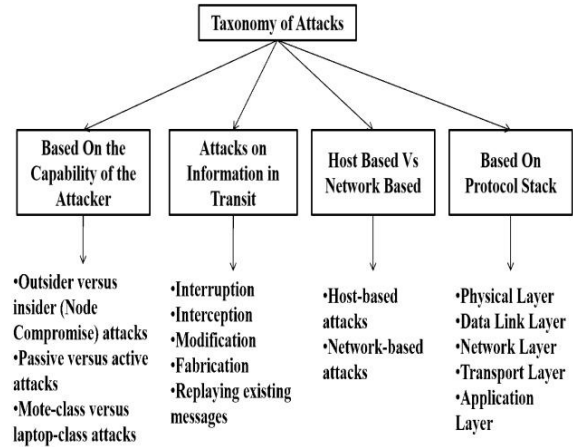 Taxonomy of Attacks
Based On the
Capability of the
Attacker
Attacks on
Information in
Transit
Host Based Vs
Network Based
Based On
Protocol Stack
•Outsider versus
insider (Node
Compromise) attacks
•Passive versus active
attacks
•Mote-class versus
laptop-class attacks
•Interruption
•Interception
•Modification
•Fabrication
•Replaying existing
messages
•Host-based
attacks
•Network-based
attacks
•Physical Layer
•Data Link Layer
•Network Layer
•Transport Layer
•Application
Layer